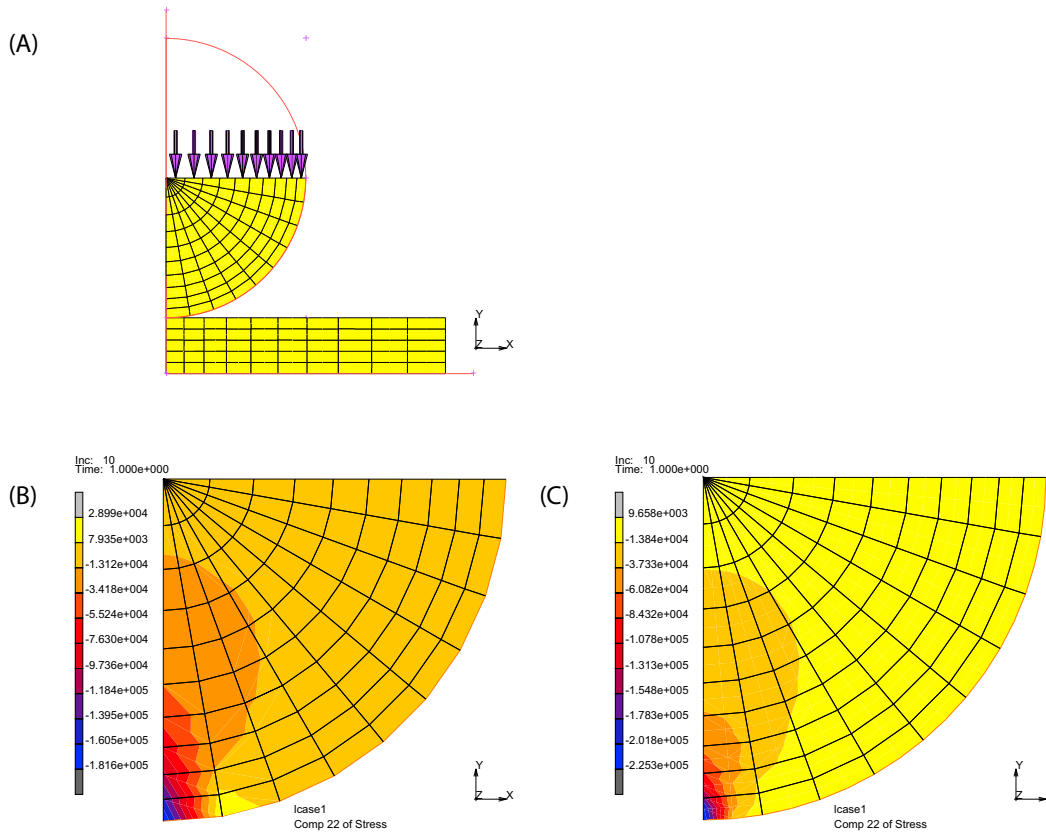 (A)
Y
Z X
Inc: 10
Time: 1.000e+000
(B)
2.899e+004
7.935e+003
-1.312e+004
-3.418e+004
-5.524e+004
-7.630e+004
-9.736e+004
-1.184e+005
-1.395e+005
-1.605e+005
-1.816e+005
Y
Z X
lcase1
Comp 22 of Stress
Inc: 10
Time: 1.000e+000
(C)
9.658e+003
-1.384e+004
-3.733e+004
-6.082e+004
-8.432e+004
-1.078e+005
-1.313e+005
-1.548e+005
-1.783e+005
-2.018e+005
-2.253e+005
Y
Z
lcase1
Comp 22 of Stress